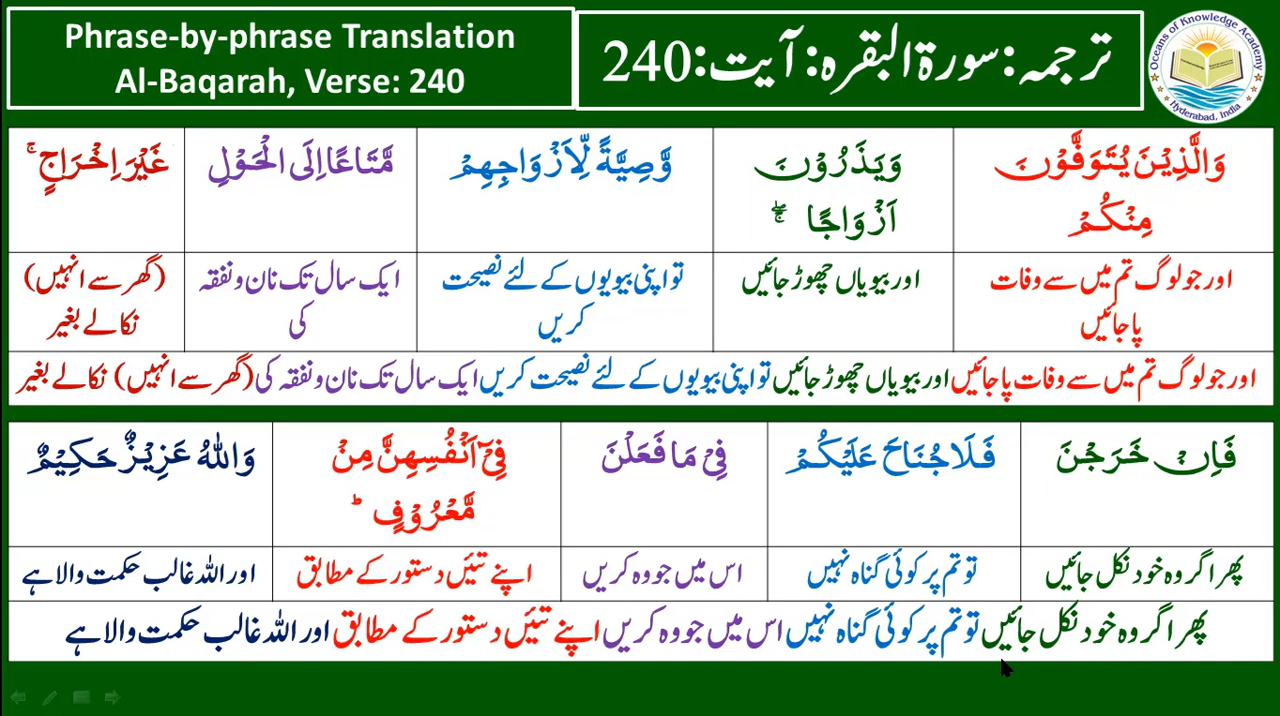 Phrase-by-phrase Translation
Al-Baqarah, Verse: 240
ترجمہ: سورۃ البقرہ: آیت: 240
Oceans of Knowledge Academy
Hyderabad, India
وَالَّذِیْنَ یُتَوَفَّوْنَ مِنْكُمْ
وَیَذَرُوْنَ اَزْوَاجًا ۖۚ
وَّصِیَّةً لِّاَزْوَاجِهِمْ
مَّتَاعًا اِلَی الْحَوْلِ
غَیْرَ اِخْرَاجٍ ۚ
اور جو لوگ تم میں سے وفات پا جائیں
اور بیویاں چھوڑ جائیں
تو اپنی بیویوں کے لئے نصیحت کریں
ایک سال تک نان و نفقہ کی
(گھر سے انہیں) نکالے بغیر
اور جو لوگ تم میں سے وفات پا جائیں اور بیویاں چھوڑ جائیں تو اپنی بیویوں کے لئے نصیحت کریں ایک سال تک نان و نفقہ کی (گھر سے انہیں) نکالے بغیر
فَاِنْ خَرَجْنَ
فَلَا جُنَاحَ عَلَیْكُمْ
فِیْ مَا فَعَلْنَ
فِیْۤ اَنْفُسِهِنَّ مِنْ مَّعْرُوْفٍ ؕ
وَاللّٰهُ عَزِیْزٌ حَكِیْمٌ
پھر اگر وہ خود نکل جائیں
تو تم پر کوئی گناہ نہیں
اس میں جو وہ کریں
اپنے تئیں دستور کے مطابق
اور اللہ غالب حکمت والا ہے
پھر اگر وہ خود نکل جائیں تو تم پر کوئی گناہ نہیں اس میں جو وہ کریں اپنے تئیں دستور کے مطابق اور اللہ غالب حکمت والا ہے